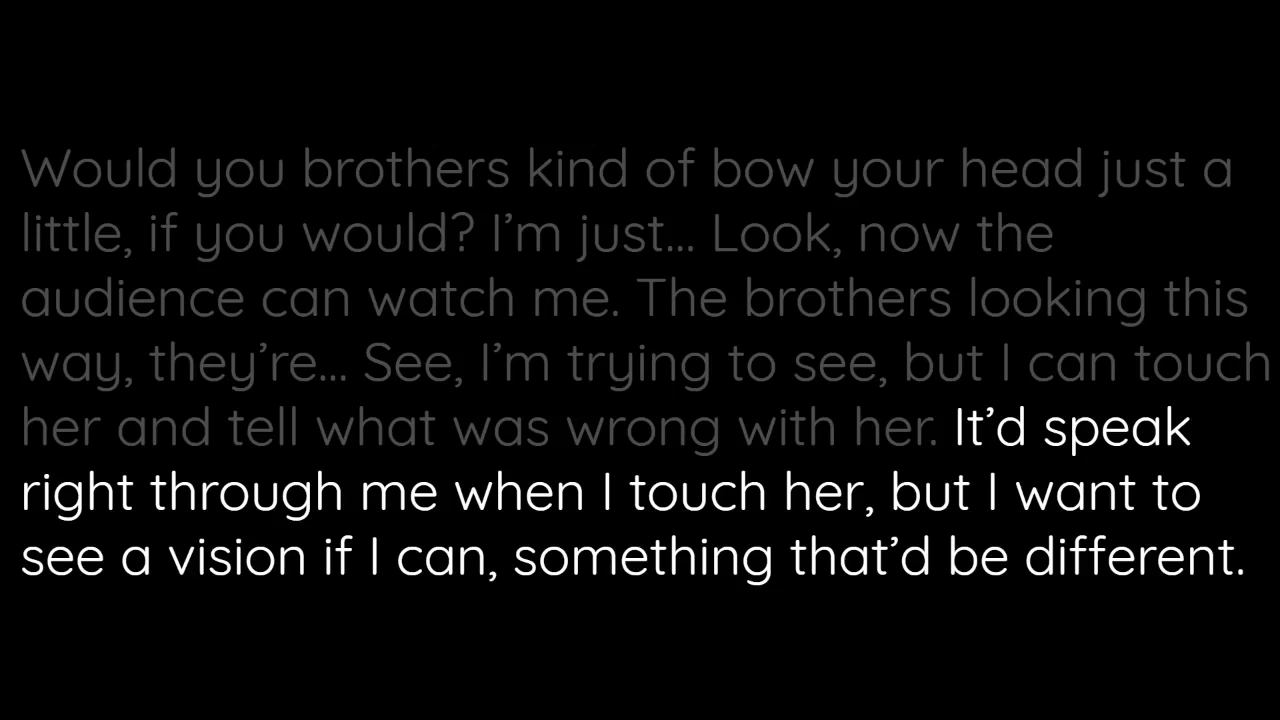 Would you brothers kind of bow your head just a
little, if you would? I’m just... Look, now the
audience can watch me. The brothers looking this
way, they’re... See, I’m trying to see, but I can touch
her and tell what was wrong with her. It’d speak
right through me when I touch her, but I want to
see a vision if I can, something that’d be different.